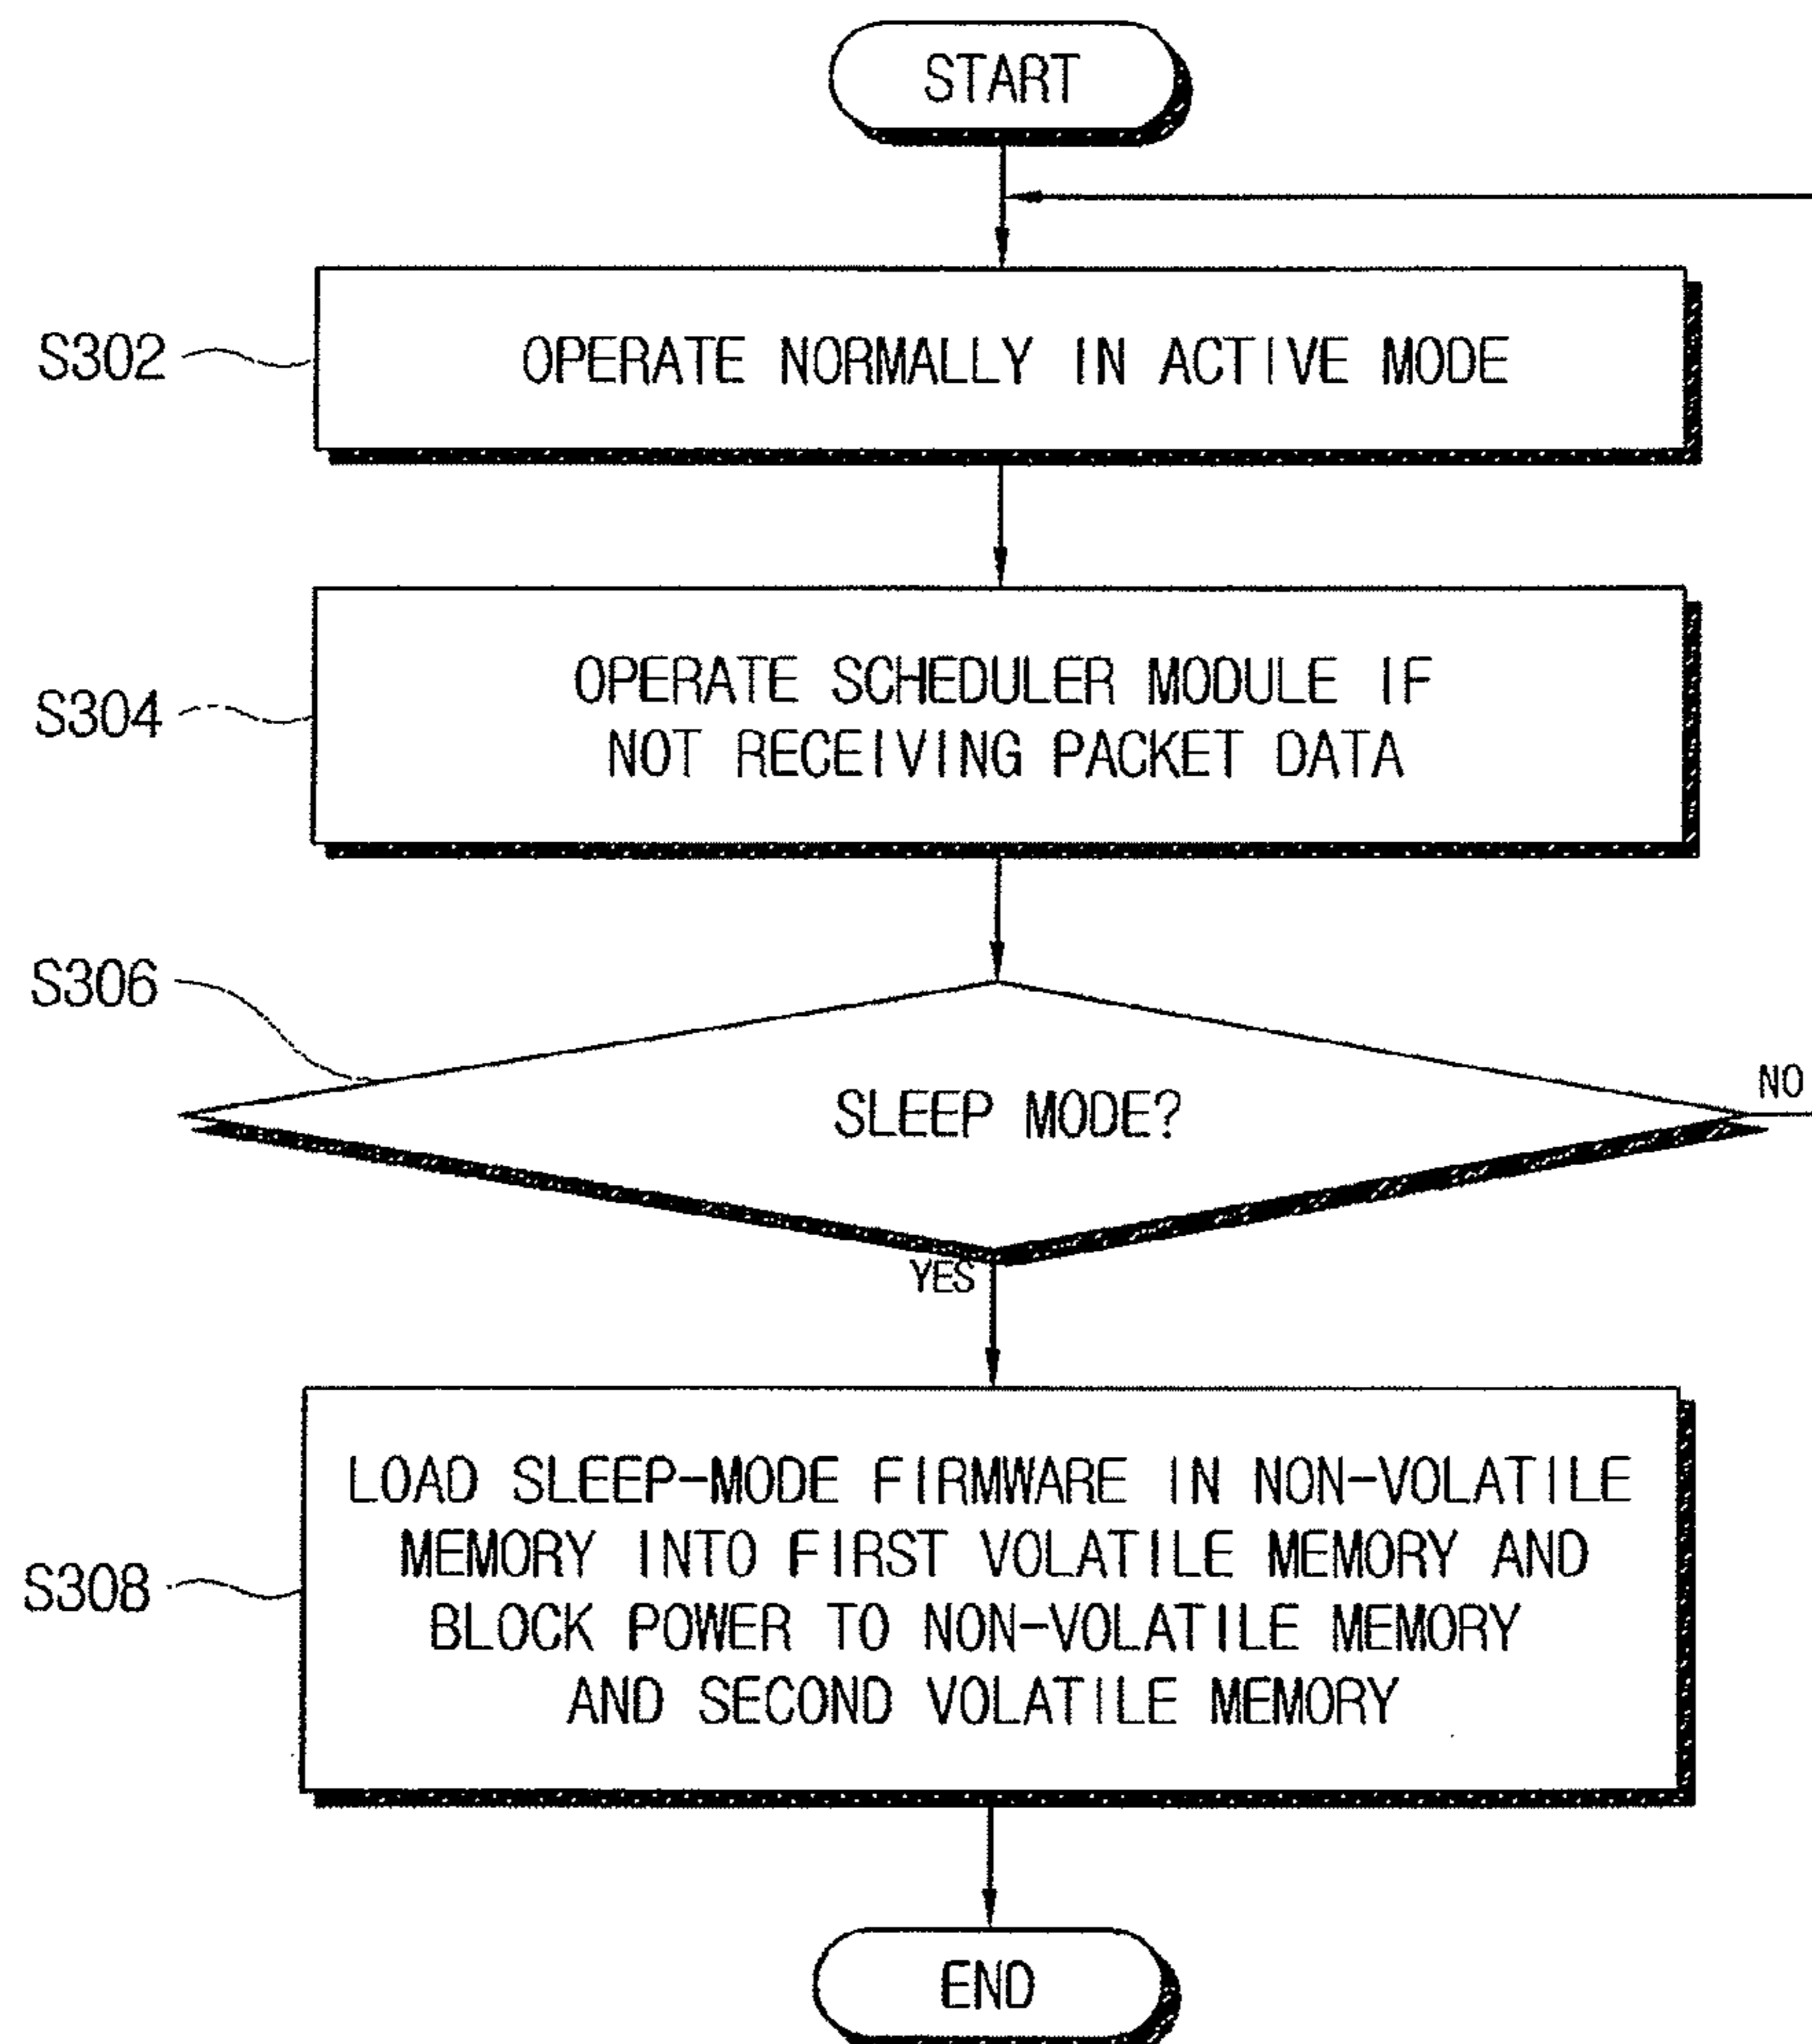 START
S302
OPERATE NORMALLY IN ACTIVE MODE
S304
OPERATE SCHEDULER MODULE IF
NOT RECEIVING PACKET DATA
S306
SLEEP MODE?
NO
YES
S308
LOAD SLEEP-MODE FIRMWARE IN NON-VOLATILE
MEMORY INTO FIRST VOLATILE MEMORY AND
BLOCK POWER TO NON-VOLATILE MEMORY
AND SECOND VOLATILE MEMORY
END